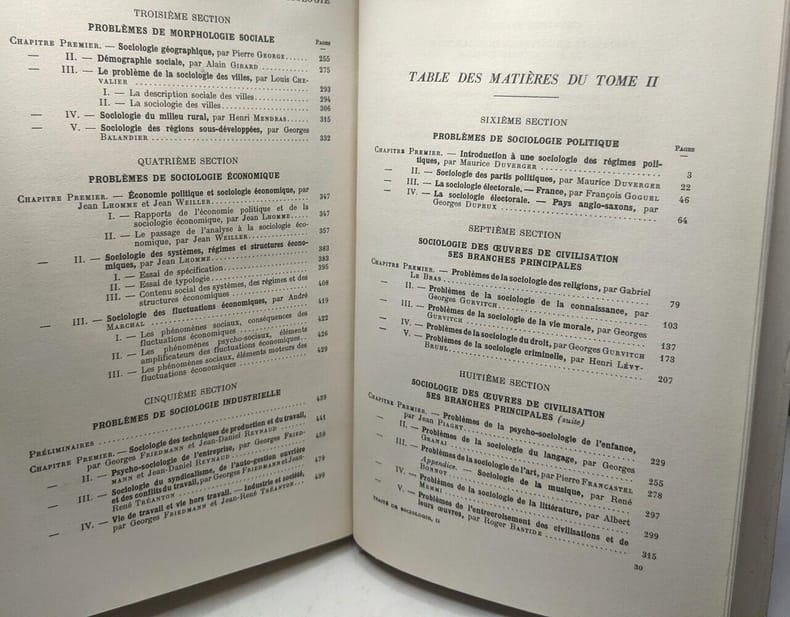 TROISIÈME SECTION
PROBLÈMES DE MORPHOLOGIE SOCIALE
PAGES
CHAPITRE PREMIER. — Sociologie géographique, par Pierre GEORGE...... 255
— II. — Démographie sociale, par Alain GIRARD............ 275
— III. — Le problème de la sociologie des villes, par Louis CHE-
VALIER ............ 293
I. — La description sociale des villes............ 294
II. — La sociologie des villes............ 306
— IV. — Sociologie du milieu rural, par Henri MENDRAS...... 315
— V. — Sociologie des régions sous-développées, par Georges
BALANDIER ............ 332
QUATRIÈME SECTION
PROBLÈMES DE SOCIOLOGIE ÉCONOMIQUE
CHAPITRE PREMIER. — Économie politique et sociologie économique, par
Jean LHOMME et Jean WEILLER............ 347
I. — Rapports de l'économie politique et de la
sociologie économique, par Jean LHOMME... 347
II. — Le passage de l'analyse à la sociologie éco-
nomique, par Jean WEILLER............ 357
— II. — Sociologie des systèmes, régimes et structures écono-
miques, par Jean LHOMME............ 383
I. — Essai de spécification............ 383
II. — Essai de typologie............ 395
III. — Contenu social des systèmes, des régimes et des
structures économiques ............ 408
— III. — Sociologie des fluctuations économiques, par André
MARCHAL ............ 419
I. — Les phénomènes sociaux, conséquences des
fluctuations économiques ............ 422
II. — Les phénomènes psycho-sociaux, éléments
amplificateurs des fluctuations économiques... 426
III. — Les phénomènes sociaux, éléments moteurs des
fluctuations économiques ............ 429
CINQUIÈME SECTION
PROBLÈMES DE SOCIOLOGIE INDUSTRIELLE
PRÉLIMINAIRES ............ 439
CHAPITRE PREMIER. — Sociologie des techniques de production et du travail,
par Georges FRIEDMANN et Jean-Daniel REYNAUD...... 441
— II. — Psycho-sociologie de l'entreprise, par Georges FRIED-
MANN et Jean-Daniel REYNAUD............ 459
— III. — Sociologie du syndicalisme, de l'auto-gestion ouvrière
et des conflits du travail, par Georges FRIEDMANN et Jean-
René TRÉANTON............ 479
— IV. — Vie de travail et vie hors travail. — Industrie et société,
par Georges FRIEDMANN et Jean-René TRÉANTON... 499
TABLE DES MATIÈRES DU TOME II
SIXIÈME SECTION
PROBLÈMES DE SOCIOLOGIE POLITIQUE
PAGES
CHAPITRE PREMIER. — Introduction à une sociologie des régimes poli-
tiques, par Maurice DUVERGER............ 3
— II. — Sociologie des partis politiques, par Maurice DUVERGER 22
— III. — La sociologie électorale. — France, par François GOGUEL 46
— IV. — La sociologie électorale. — Pays anglo-saxons, par
Georges DUPEUX ............ 64
SEPTIÈME SECTION
SOCIOLOGIE DES ŒUVRES DE CIVILISATION
SES BRANCHES PRINCIPALES
CHAPITRE PREMIER. — Problèmes de la sociologie des religions, par Gabriel
LE BRAS............ 79
— II. — Problèmes de la sociologie de la connaissance, par
Georges GURVITCH ............ 103
— III. — Problèmes de la sociologie de la vie morale, par Georges
GURVITCH ............ 137
— IV. — Problèmes de la sociologie du droit, par Georges GURVITCH 173
— V. — Problèmes de la sociologie criminelle, par Henri LÉVY-
BRUHL............ 207
HUITIÈME SECTION
SOCIOLOGIE DES ŒUVRES DE CIVILISATION
SES BRANCHES PRINCIPALES (suite)
CHAPITRE PREMIER. — Problèmes de la psycho-sociologie de l'enfance,
par Jean PIAGET............ 229
— II. — Problèmes de la sociologie du langage, par Georges
GRANAI ............ 255
— III. — Problèmes de la sociologie de l'art, par Pierre FRANCASTEL 278
Appendice. — Sociologie de la musique, par René
BONNOT ............ 297
— IV. — Problèmes de la sociologie de la littérature, par Albert
MEMMI ............ 299
— V. — Problèmes de l'entrecroisement des civilisations et de
leurs œuvres, par Roger BASTIDE............ 315
TRAITÉ DE SOCIOLOGIE, II
30